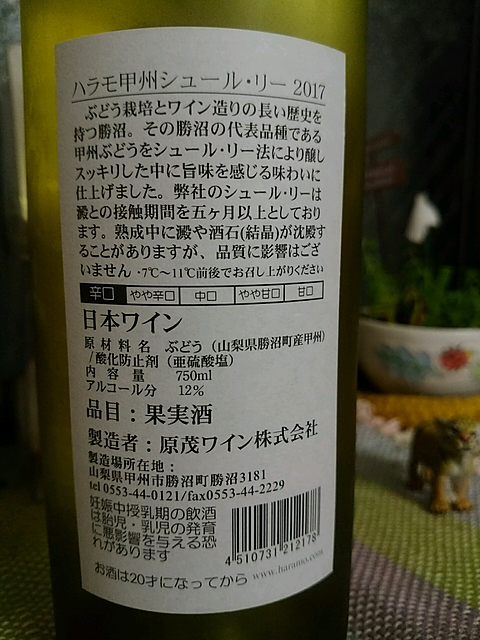 ハラモ甲州シュール・リー 2017
ぶどう栽培とワイン造りの長い歴史を
持つ勝沼。その勝沼の代表品種である
甲州ぶどうをシュール・リー法により醸し
スッキリした中に旨味を感じる味わいに
仕上げました。弊社のシュール・リーは
澱との接触期間を五ヶ月以上としており
ます。熟成中に澱や酒石(結晶)が沈殿す
ることがありますが、品質に影響はござ
いません ・7℃〜11℃前後でお召し上がりください
辛口 やや辛口 中口 やや甘口 甘口
日本ワイン
原材料名 ぶどう（山梨県勝沼町産甲州）
/酸化防止剤（亜硫酸塩）
内容量 750ml
アルコール分 12%
品目：果実酒
製造者：原茂ワイン株式会社
製造場所在地：
山梨県甲州市勝沼町勝沼3181
tel 0553-44-0121/fax0553-44-2229
妊娠中授乳期の飲酒
は胎児・乳児の発育
に悪影響を与える恐
れがあります
4 510731 212178
お酒は20才になってから www.haramo.com